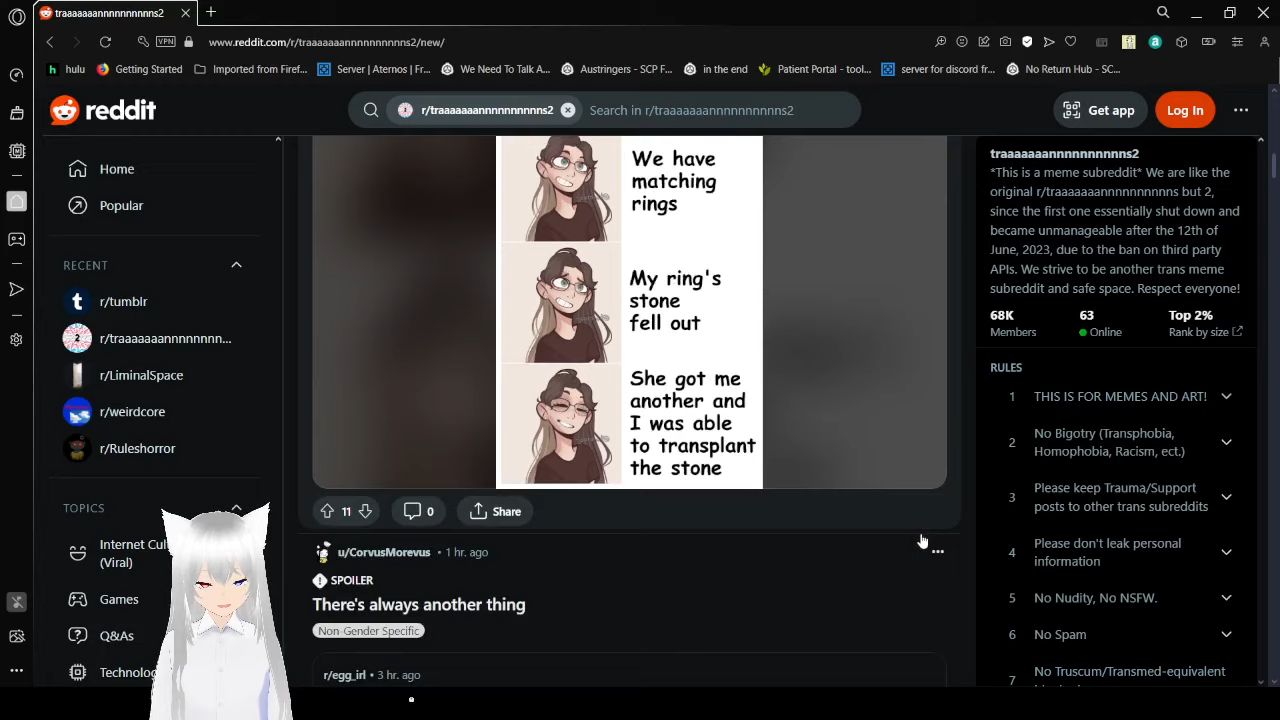 traaaaaaannnnnnnnnns2
VPN
www.reddit.com/r/traaaaaaannnnnnnnnns2/new/
hulu
Getting Started
Imported from Firef...
Server | Aternos | Fr...
We Need To Talk A...
Austringers - SCP F...
in the end
Patient Portal - tool...
server for discord fr...
No Return Hub - SC...
reddit
r/traaaaaaannnnnnnnnns2
Search in r/traaaaaaannnnnnnnnns2
Get app
Log In
Home
Popular
RECENT
r/tumblr
r/traaaaaaannnnnnnn...
r/LiminalSpace
r/weirdcore
r/Ruleshorror
TOPICS
Internet Cul
(Viral)
Games
Q&As
Technolog
We have
matching
rings
My ring's
stone
fell out
She got me
another and
I was able
to transplant
the stone
11
0
Share
u/CorvusMorevus • 1 hr. ago
SPOILER
There's always another thing
Non-Gender Specific
r/egg_irl • 3 hr. ago
traaaaaaannnnnnnnnns2
*This is a meme subreddit* We are like the
original r/traaaaaaannnnnnnnnns but 2,
since the first one essentially shut down and
became unmanageable after the 12th of
June, 2023, due to the ban on third party
APIs. We strive to be another trans meme
subreddit and safe space. Respect everyone!
68K
Members
63
Online
Top 2%
Rank by size
RULES
1 THIS IS FOR MEMES AND ART!
2 No Bigotry (Transphobia,
Homophobia, Racism, ect.)
3 Please keep Trauma/Support
posts to other trans subreddits
4 Please don't leak personal
information
5 No Nudity, No NSFW.
6 No Spam
7 No Truscum/Transmed-equivalent